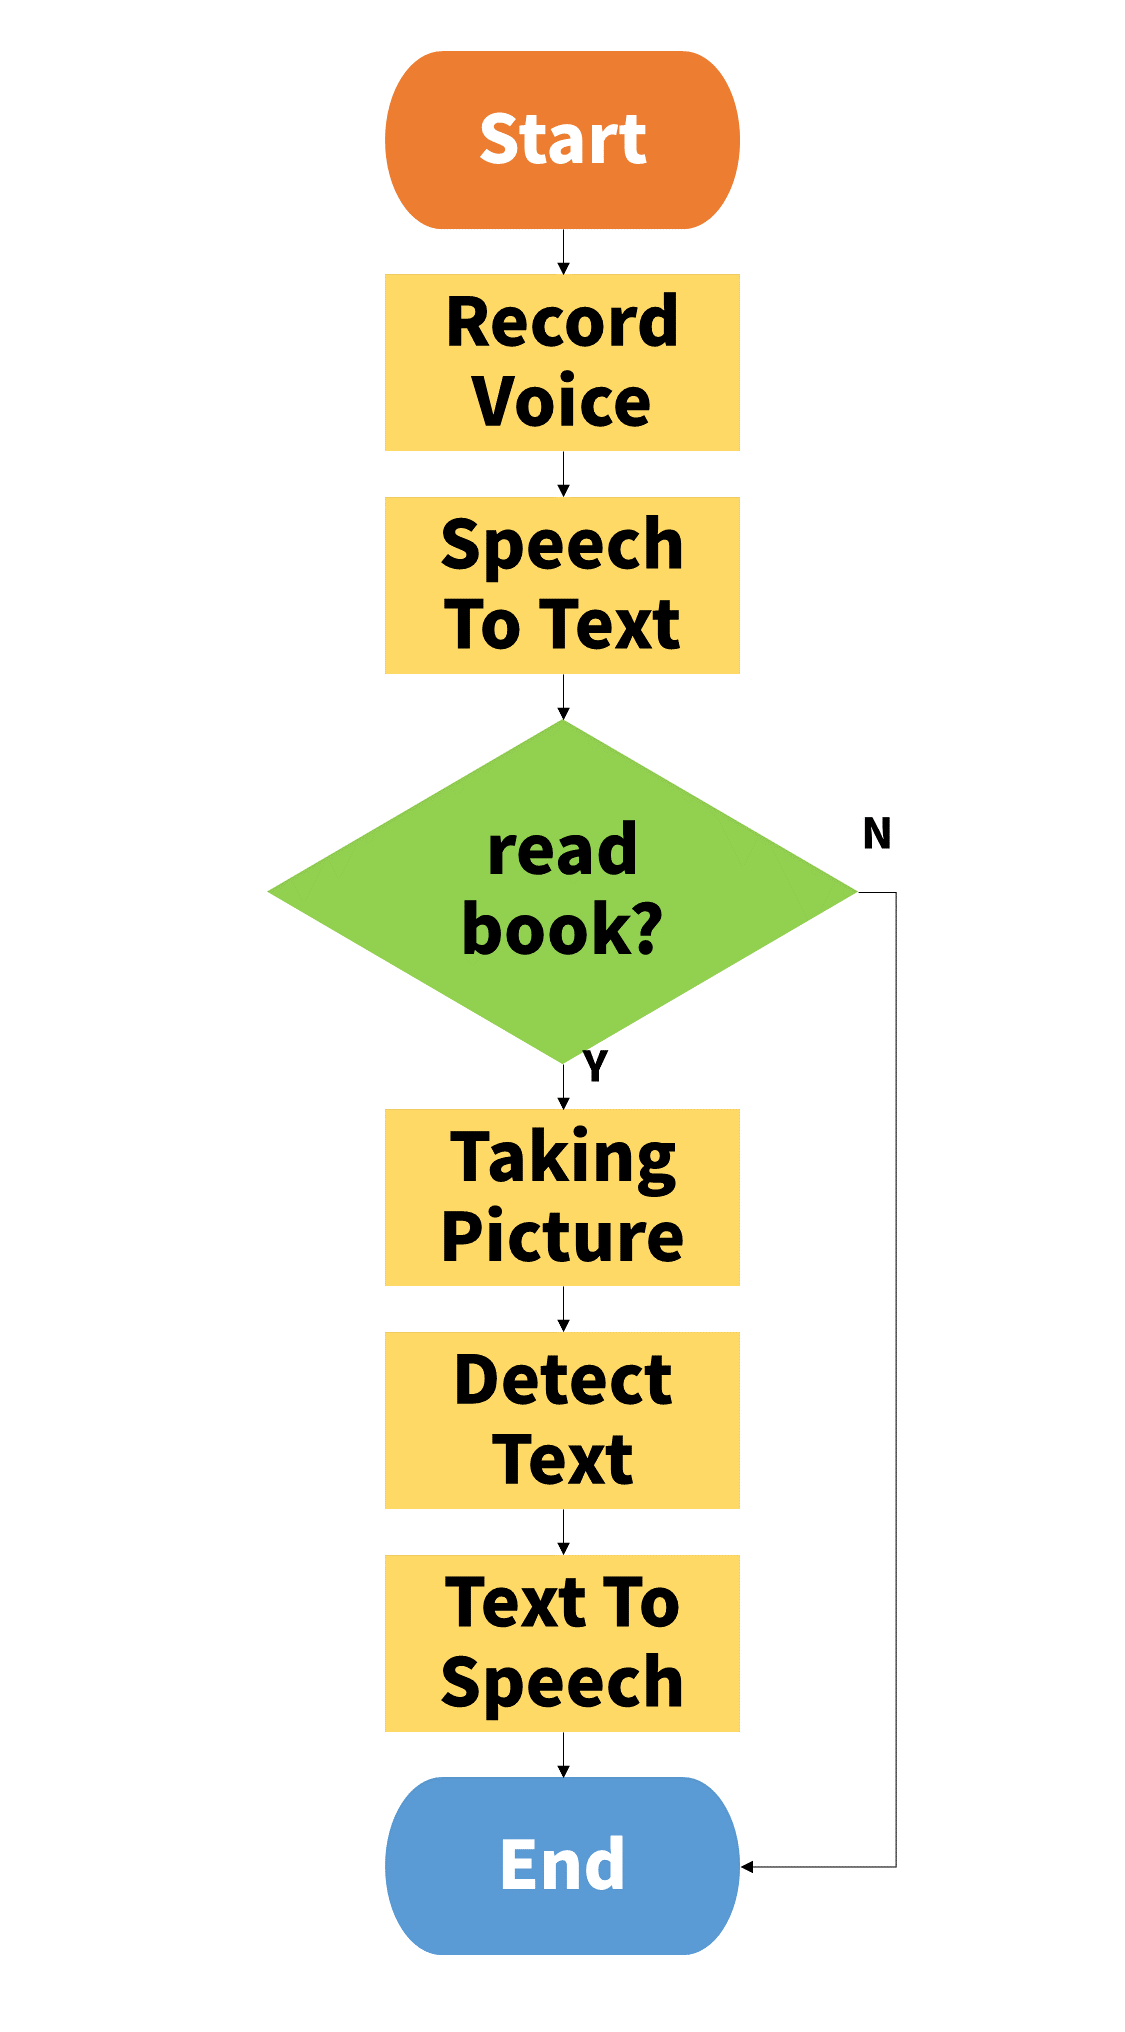 Start
Record
Voice
Speech
To Text
read
book?
N
Y
Taking
Picture
Detect
Text
Text To
Speech
End